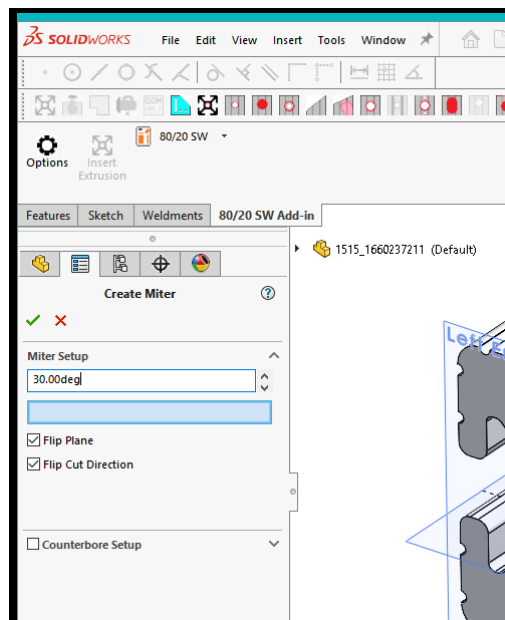 SOLIDWORKS File Edit View Insert Tools Window
80/20 SW
Options Insert Extrusion
Features Sketch Weldments 80/20 SW Add-in
1515_1660237211 (Default)
Create Miter
Miter Setup
30.00deg
Flip Plane
Flip Cut Direction
Counterbore Setup